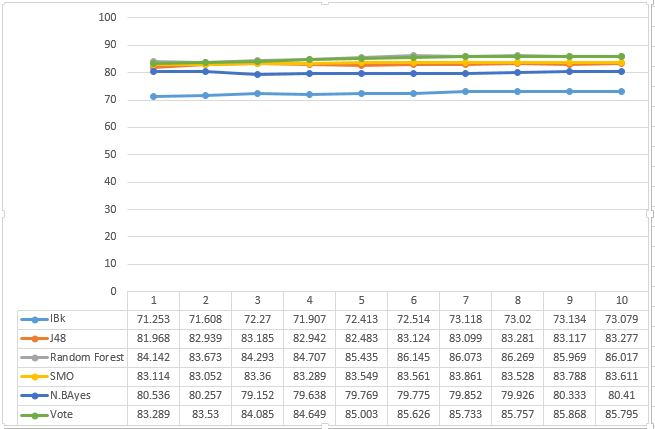 100
90
80
70
60
50
40
30
20
10
0
1 2 3 4 5 6 7 8 9 10
IBk 71.253 71.608 72.27 71.907 72.413 72.514 73.118 73.02 73.134 73.079
J48 81.968 82.939 83.185 82.942 82.483 83.124 83.099 83.281 83.117 83.277
Random Forest 84.142 83.673 84.293 84.707 85.435 86.145 86.073 86.269 85.969 86.017
SMO 83.114 83.052 83.36 83.289 83.549 83.561 83.861 83.528 83.788 83.611
N.BAyes 80.536 80.257 79.152 79.638 79.769 79.775 79.852 79.926 80.333 80.41
Vote 83.289 83.53 84.085 84.649 85.003 85.626 85.733 85.757 85.868 85.795